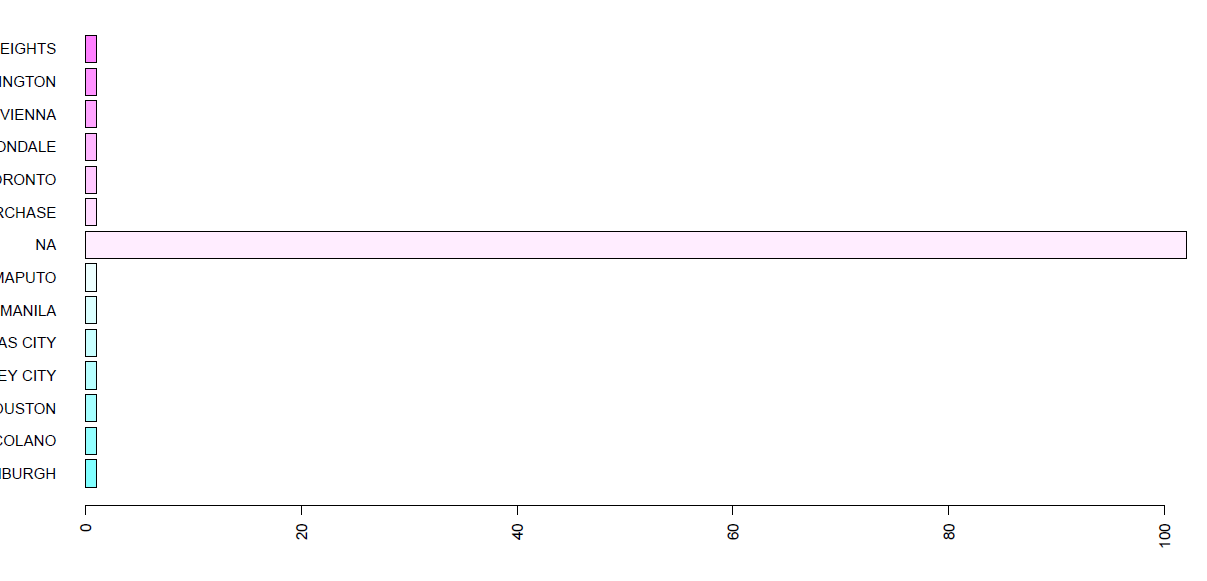 EIGHTS
INGTON
VIENNA
ONDALE
ORONTO
RCHASE
NA
MAPUTO
MANILA
AS CITY
EY CITY
OUSTON
COLANO
IBURGH
0 20 40 60 80 100